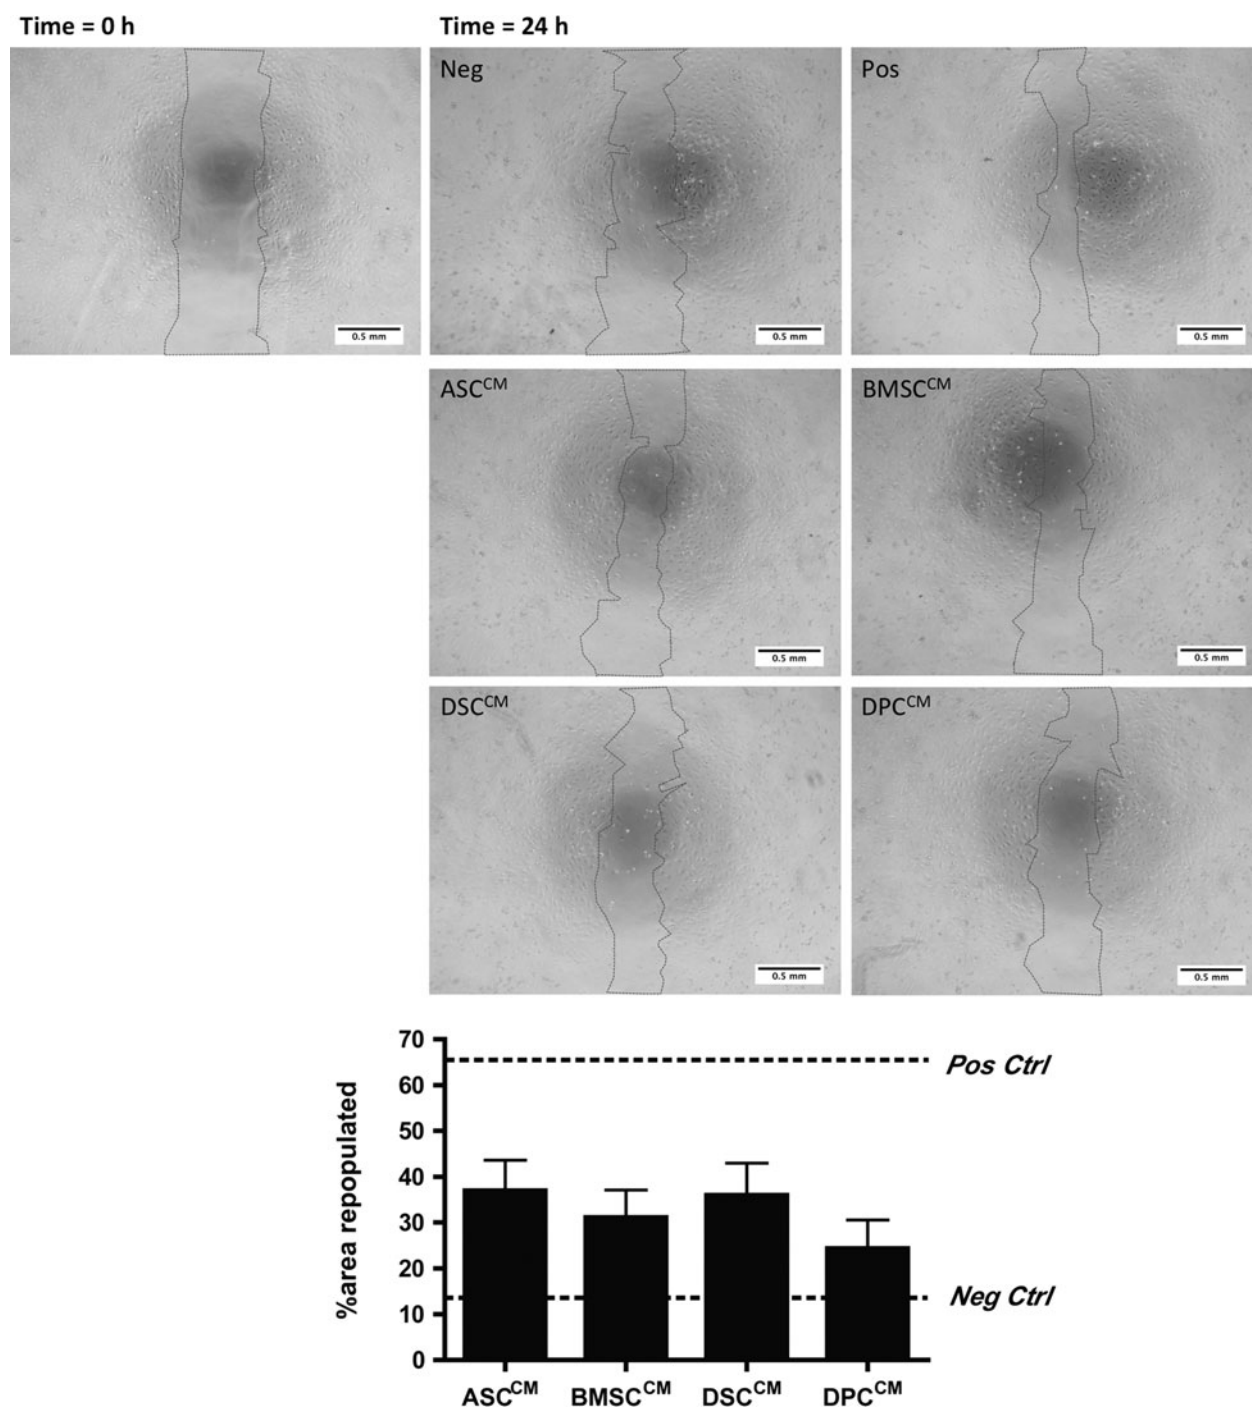 Time = 0 h
Time = 24 h
Neg
Pos
0.5 mm
0.5 mm
0.5 mm
ASC^CM
BMSC^CM
0.5 mm
0.5 mm
DSC^CM
DPC^CM
0.5 mm
0.5 mm
70
60
50
40
30
20
10
0
%area repopulated
Pos Ctrl
Neg Ctrl
ASC^CM
BMSC^CM
DSC^CM
DPC^CM